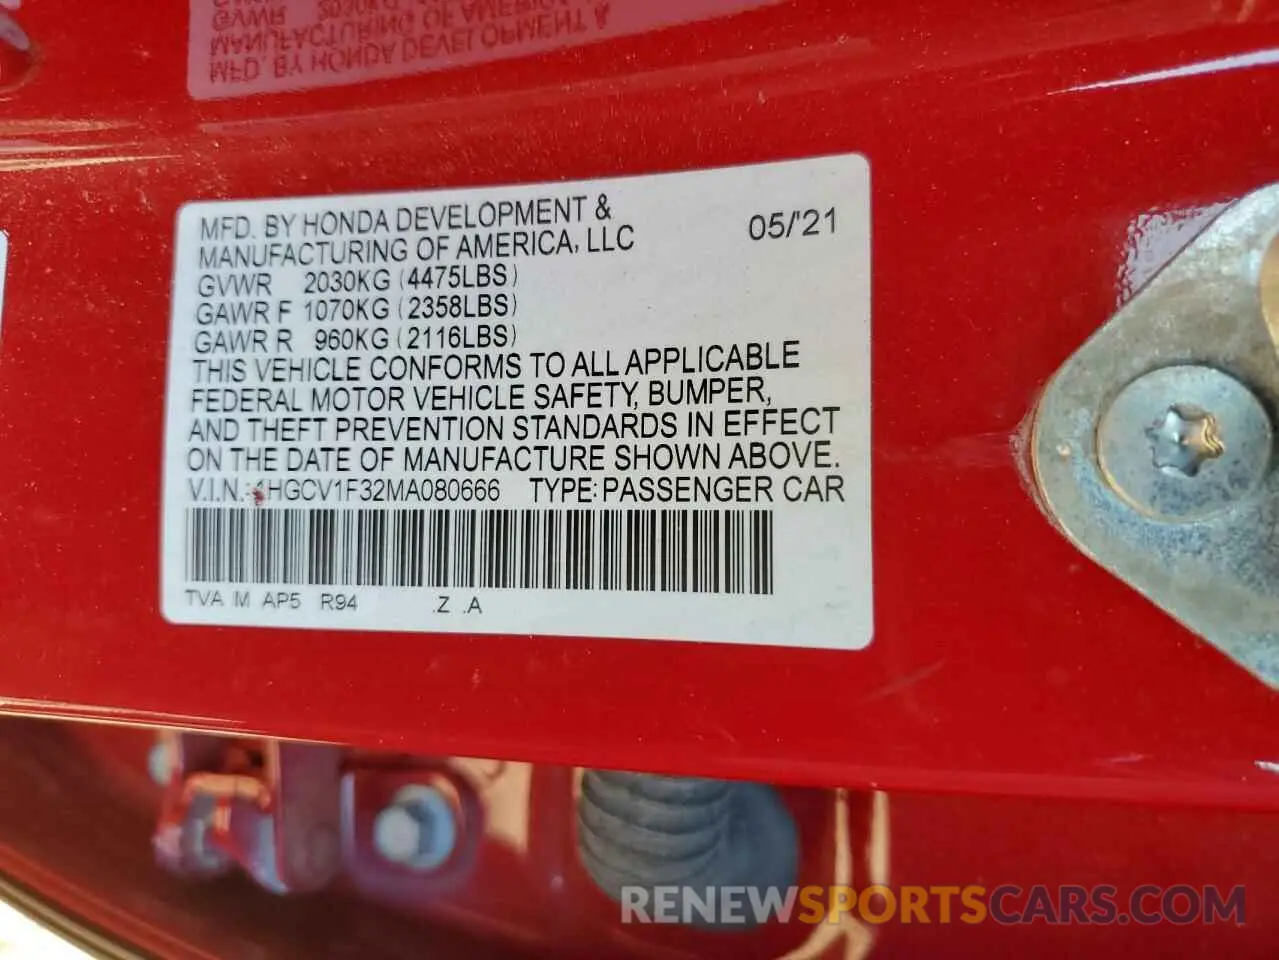 MFD. BY HONDA DEVELOPMENT &
MANUFACTURING OF AMERICA, LLC 05/'21
GVWR 2030KG (4475LBS)
GAWR F 1070KG (2358LBS)
GAWR R 960KG (2116LBS)
THIS VEHICLE CONFORMS TO ALL APPLICABLE
FEDERAL MOTOR VEHICLE SAFETY, BUMPER,
AND THEFT PREVENTION STANDARDS IN EFFECT
ON THE DATE OF MANUFACTURE SHOWN ABOVE.
V.I.N.: 1HGCV1F32MA080666 TYPE: PASSENGER CAR
TVA M AP5 R94 .Z .A
RENEWSPORTSCARS.COM